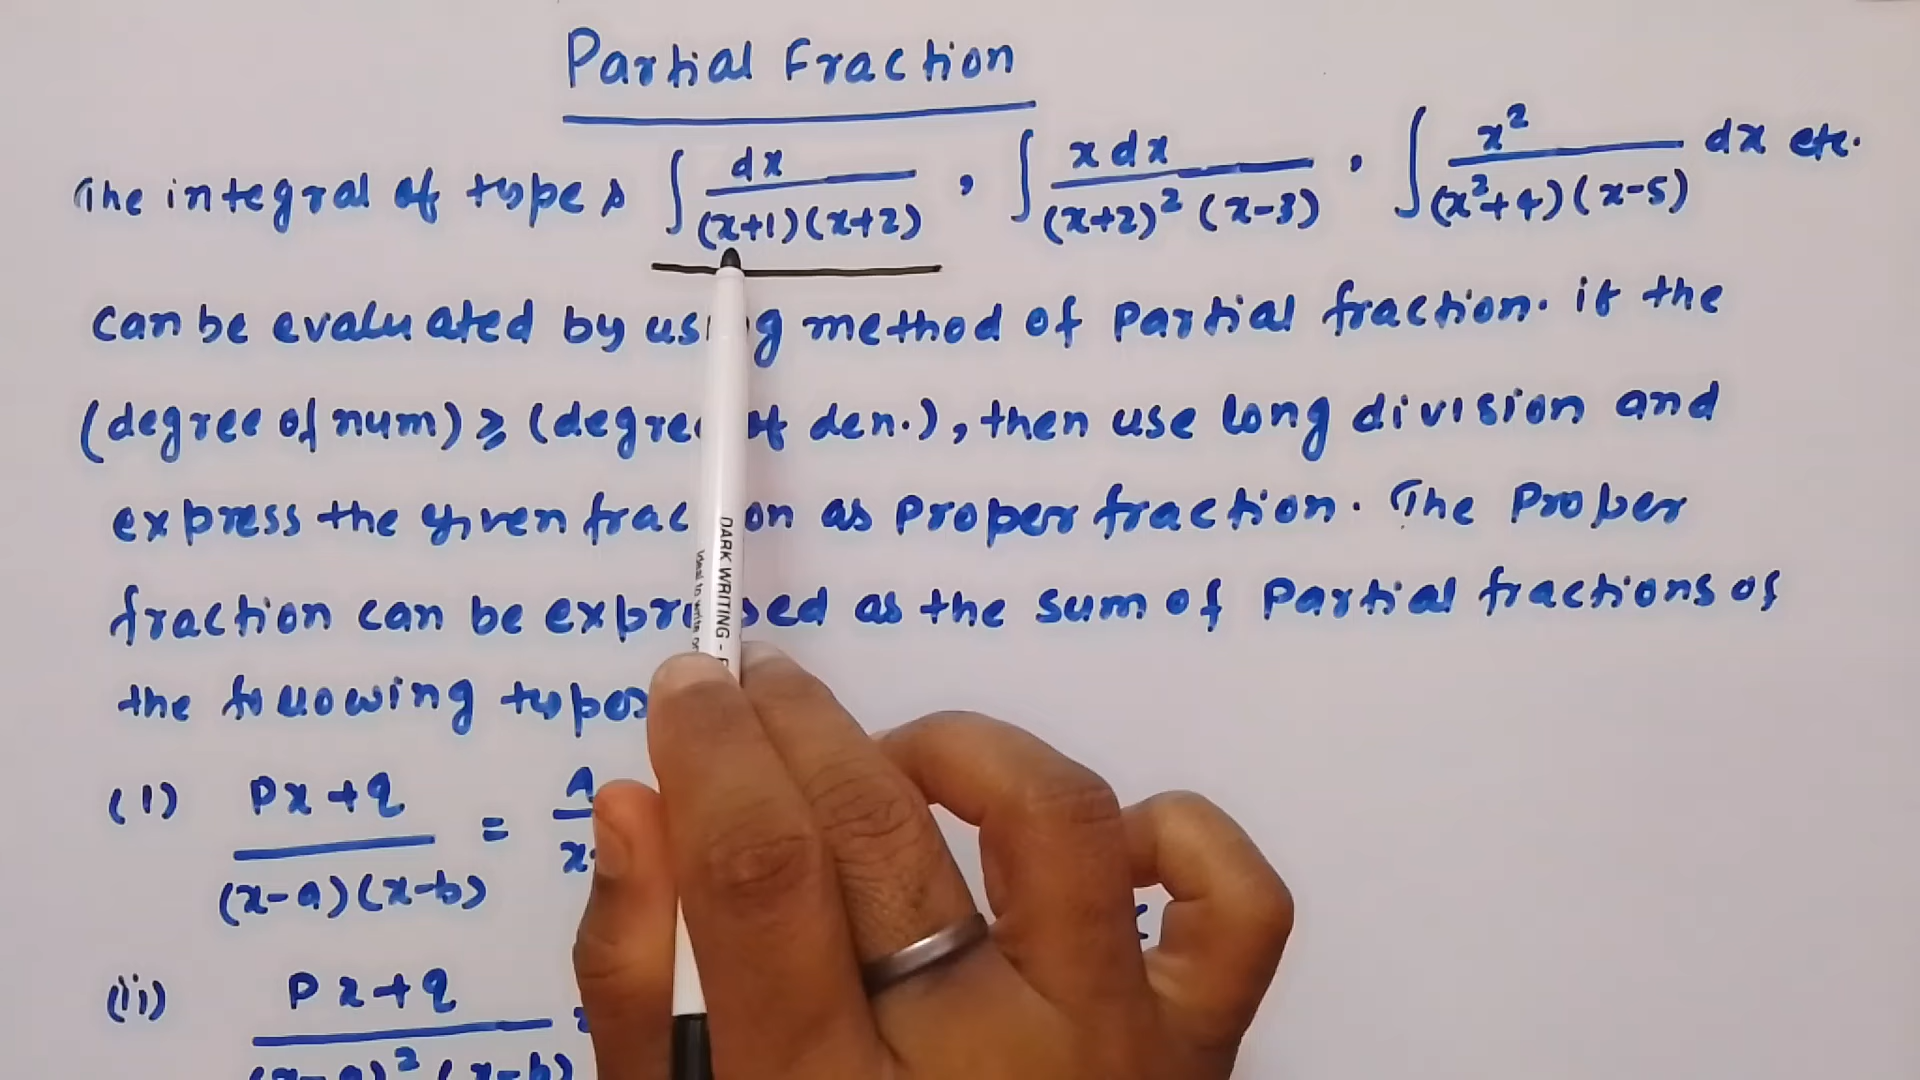 Partial Fraction
The integral of types ∫ dx/((x+1)(x+2)) , ∫ x dx/((x+2)²(x-3)) , ∫ x²/((x²+4)(x-5)) dx etc.
can be evaluated by using method of Partial fraction. if the
(degree of num) ⩾ (degree of den.), then use long division and
express the given fraction as Proper fraction. The Proper
fraction can be expressed as the sum of Partial fractions of
the following types
(i) (Px+q)/((x-a)(x-b)) = A/x
(ii) (Px+q)/((x-a)²(x-b)
DARK WRITING -